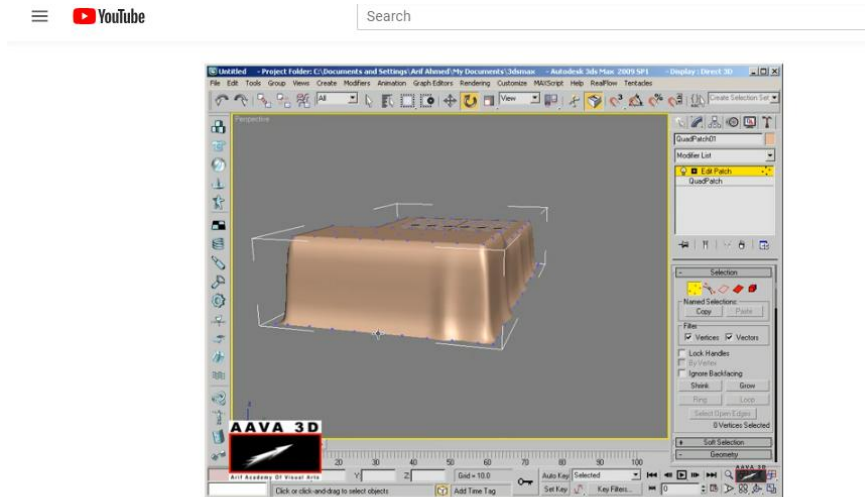 YouTube
Search
Untitled - Project Folder: C:\Documents and Settings\Arif Ahmed\My Documents\3dsmax - Autodesk 3ds Max 2009 SP1 - Display : Direct 3D
File Edit Tools Group Views Create Modifiers Animation Graph Editors Rendering Customize MAXScript Help RealFlow Tentacles
All
View
Create Selection Set
Perspective
QuadPatch01
Modifier List
Edit Patch
QuadPatch
Selection
Named Selections:
Copy Paste
Filter
Vertices Vectors
Lock Handles
By Vertex
Ignore Backfacing
Shrink Grow
Ring Loop
Select Open Edges
0 Vertices Selected
Soft Selection
Geometry
AAVA 3D
Arif Academy Of Visual Arts
20 30 40 50 60 70 80 90 100
Y: Z: Grid = 10.0
Auto Key Selected
Click or click-and-drag to select objects
Add Time Tag
Set Key Key Filters...
0
AAVA 3D